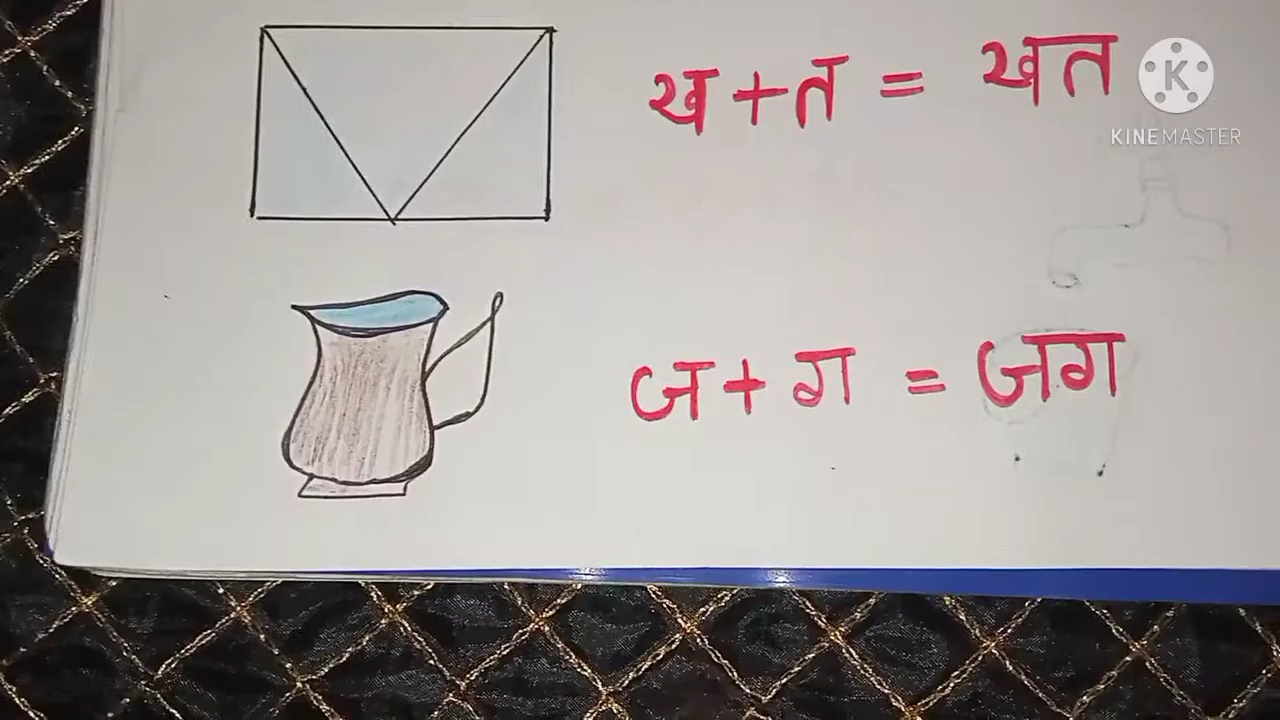 ख + त = खत
KINEMASTER
ज + ग = जग